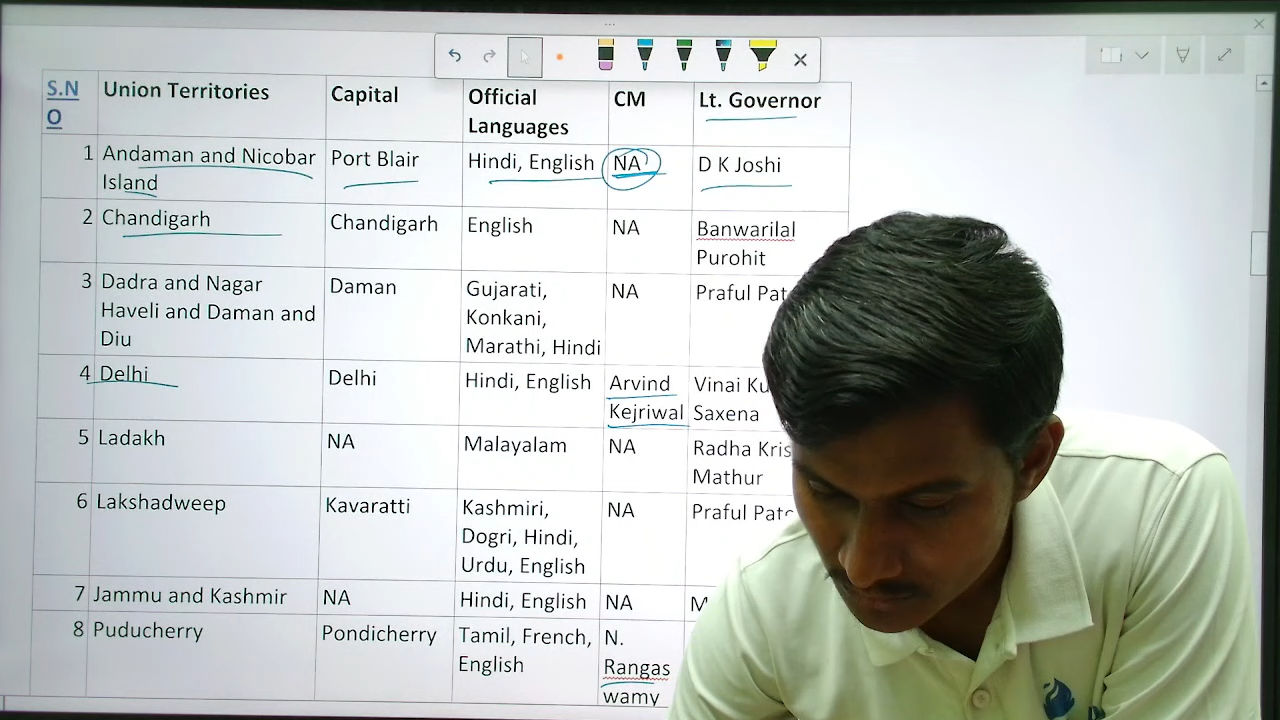 S.N
O
Union Territories
Capital
Official
Languages
CM
Lt. Governor
1
Andaman and Nicobar
Island
Port Blair
Hindi, English
NA
D K Joshi
2
Chandigarh
Chandigarh
English
NA
Banwarilal
Purohit
3
Dadra and Nagar
Haveli and Daman and
Diu
Daman
Gujarati,
Konkani,
Marathi, Hindi
NA
Praful
4
Delhi
Delhi
Hindi, English
Arvind
Kejriwal
Vinai
Saxena
5
Ladakh
NA
Malayalam
NA
Radha
Mathur
6
Lakshadweep
Kavaratti
Kashmiri,
Dogri, Hindi,
Urdu, English
NA
Praful
7
Jammu and Kashmir
NA
Hindi, English
NA
8
Puducherry
Pondicherry
Tamil, French,
English
N.
Rangas
wamy